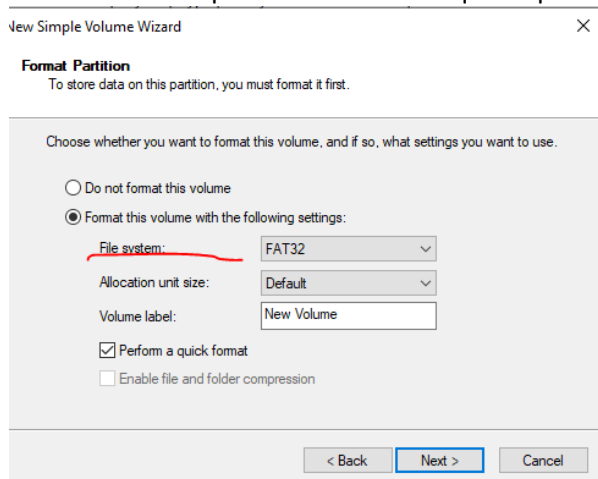 New Simple Volume Wizard
Format Partition
To store data on this partition, you must format it first.
Choose whether you want to format this volume, and if so, what settings you want to use.
Do not format this volume
Format this volume with the following settings:
File system: FAT32
Allocation unit size: Default
Volume label: New Volume
Perform a quick format
Enable file and folder compression
< Back Next > Cancel